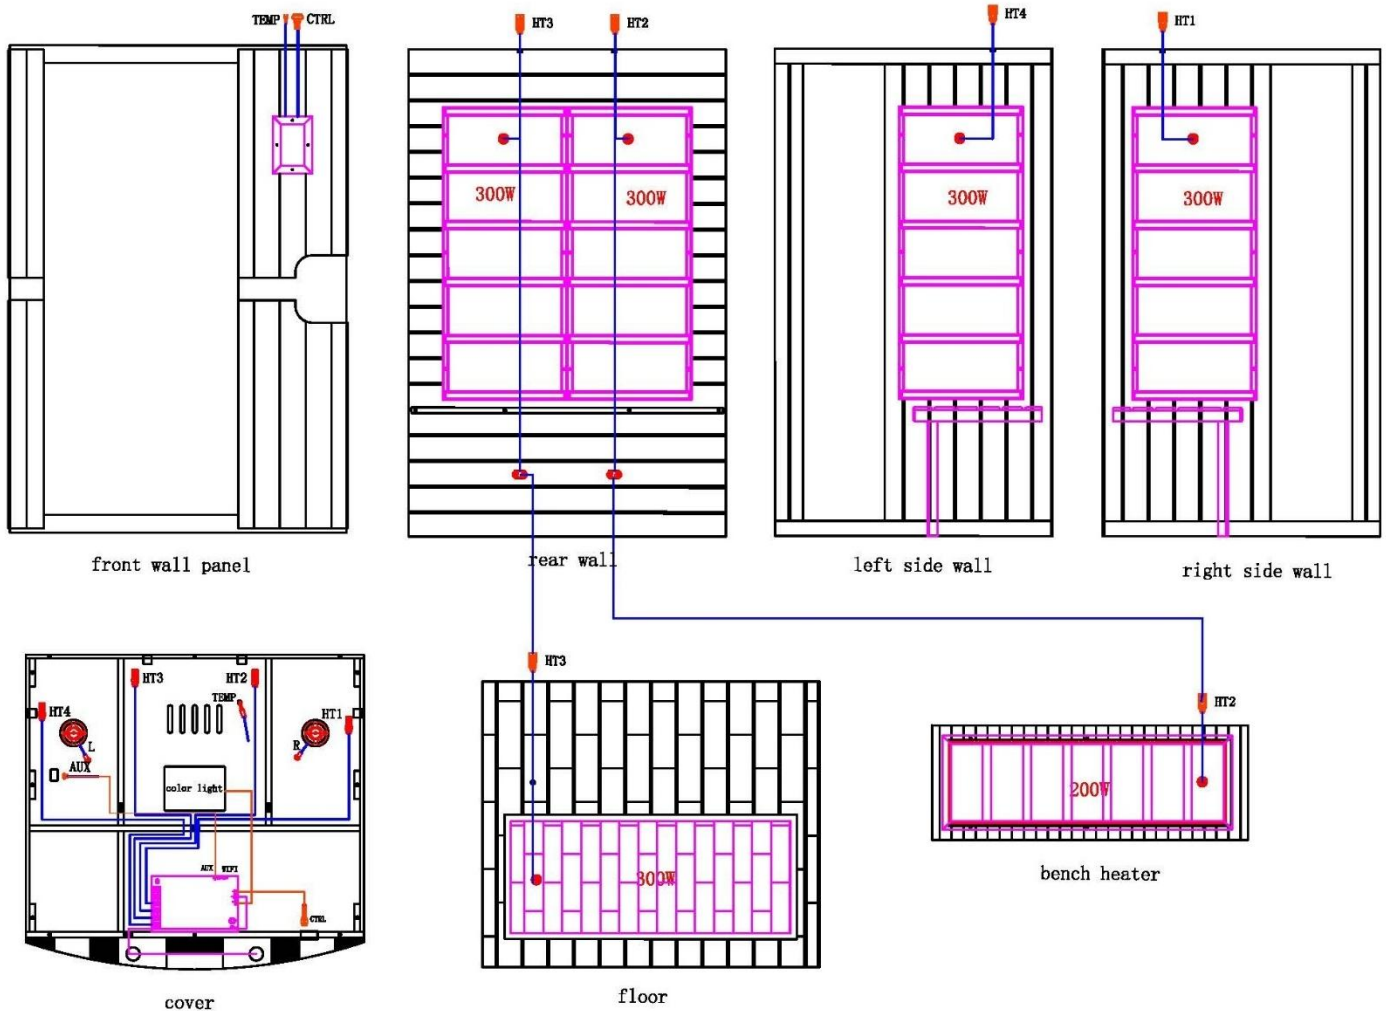 TEMP CTRL
HT3
HT2
HT4
HT1
300W
300W
300W
300W
front wall panel
rear wall
left side wall
right side wall
HT3
HT2
TEMP
HT4
HT1
L
R
AUX
color light
AUX WIFI
CTRL
cover
HT3
300W
floor
HT2
200W
bench heater